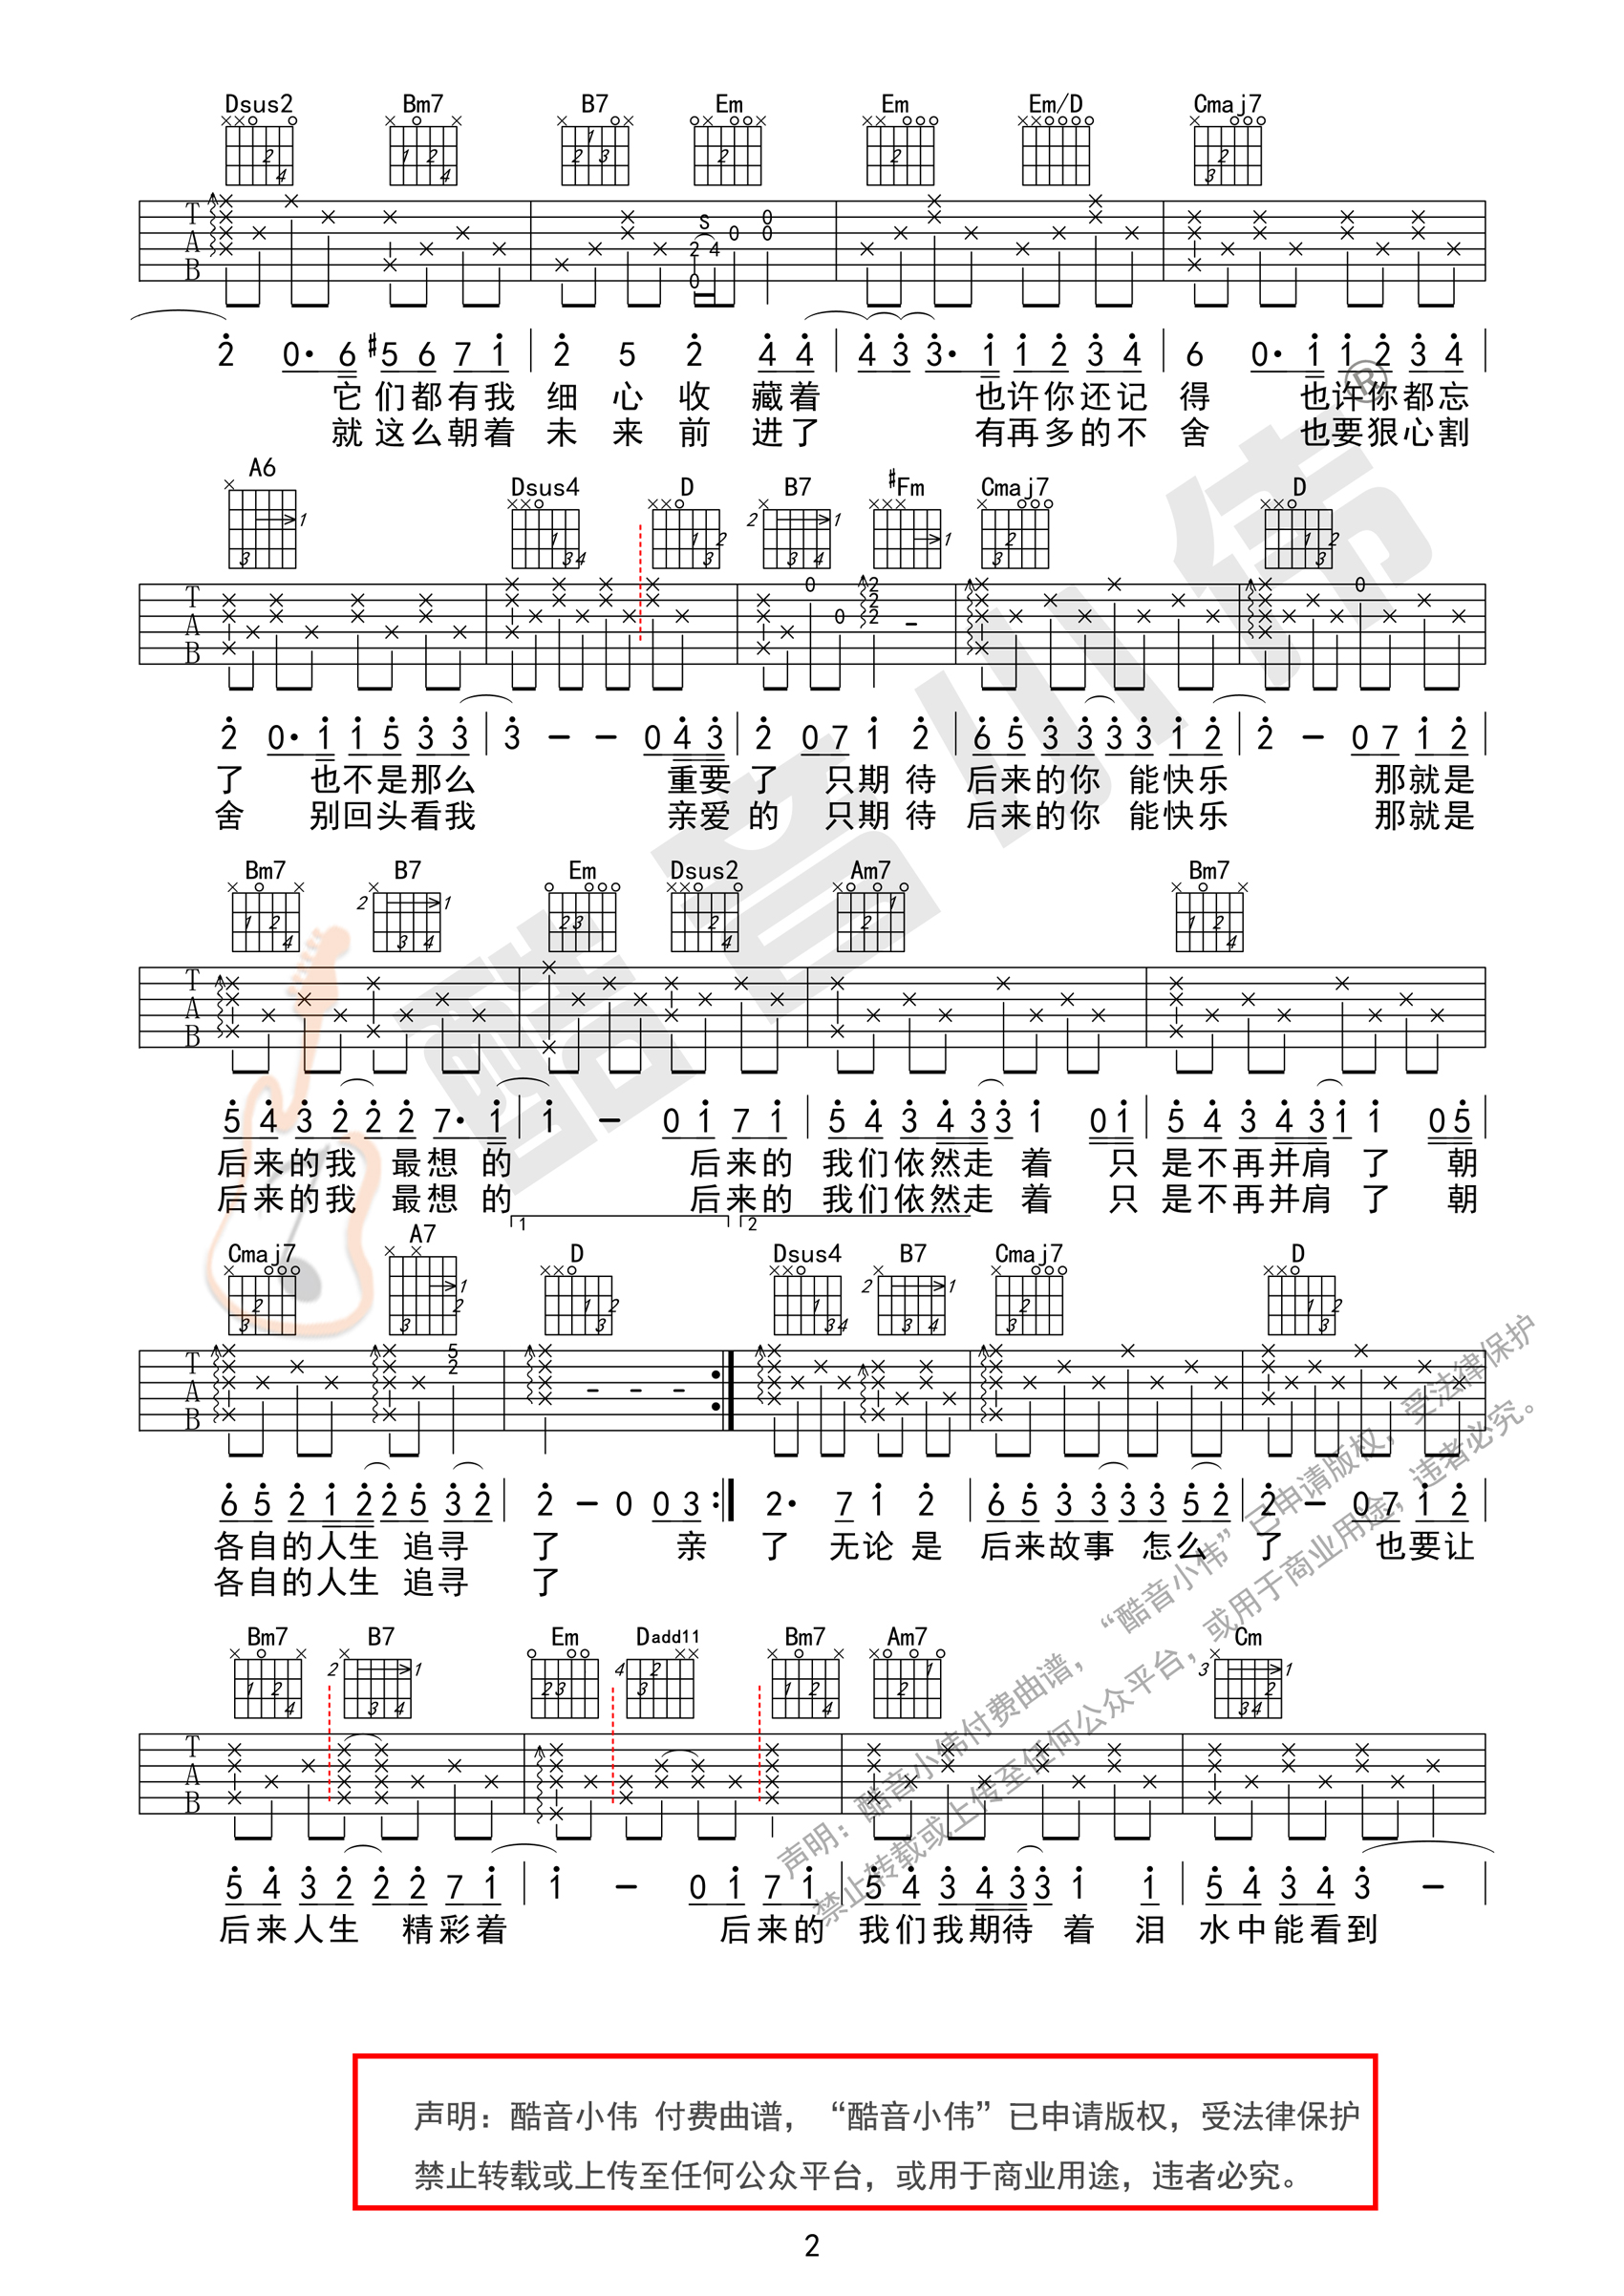 Dsus2 Bm7 B7 Em Em Em/D Cmaj7
2 0· 6 #5 6 7 1 | 2 5 2 4 4 | 4 3 3· 1 1 2 3 4 | 6 0· 1 1 2 3 4 |
它们都有我 细 心 收 藏着 也许你还记 得 也许你都忘
就这么朝着 未 来 前 进了 有再多的不 舍 也要狠心割
A6 Dsus4 D B7 #Fm Cmaj7 D
2 0· 1 1 5 3 3 | 3 - - 0 4 3 | 2 0 7 1 2 | 6 5 3 3 3 3 1 2 | 2 - 0 7 1 2 |
了 也不是那么 重要 了 只期 待 后来的你 能快乐 那就是
舍 别回头看我 亲爱 的 只期 待 后来的你 能快乐 那就是
Bm7 B7 Em Dsus2 Am7 Bm7
5 4 3 2 2 2 7· 1 | 1 - 0 1 7 1 | 5 4 3 4 3 3 1 0 1 | 5 4 3 4 3 1 1 0 5 |
后来的我 最想 的 后来的 我们依然走 着 只 是不再并肩 了 朝
后来的我 最想 的 后来的 我们依然走 着 只 是不再并肩 了 朝
1 2
Cmaj7 A7 D Dsus4 B7 Cmaj7 D
6 5 2 1 2 2 5 3 2 | 2 - 0 0 3 :| 2· 7 1 2 | 6 5 3 3 3 3 5 2 | 2 - 0 7 1 2 |
各自的人生 追寻 了 亲 了 无论 是 后来故事 怎么 了 也要让
各自的人生 追寻 了
Bm7 B7 Em Dadd11 Bm7 Am7 Cm
5 4 3 2 2 2 7 1 | 1 - 0 1 7 1 | 5 4 3 4 3 3 1 1 | 5 4 3 4 3 - |
后来人生 精彩着 后来的 我们我期待 着 泪 水中能看到
酷音小伟®
声明：酷音小伟付费曲谱，“酷音小伟”已申请版权，受法律保护
禁止转载或上传至任何公众平台，或用于商业用途，违者必究。
声明：酷音小伟 付费曲谱，“酷音小伟”已申请版权，受法律保护
禁止转载或上传至任何公众平台，或用于商业用途，违者必究。
2